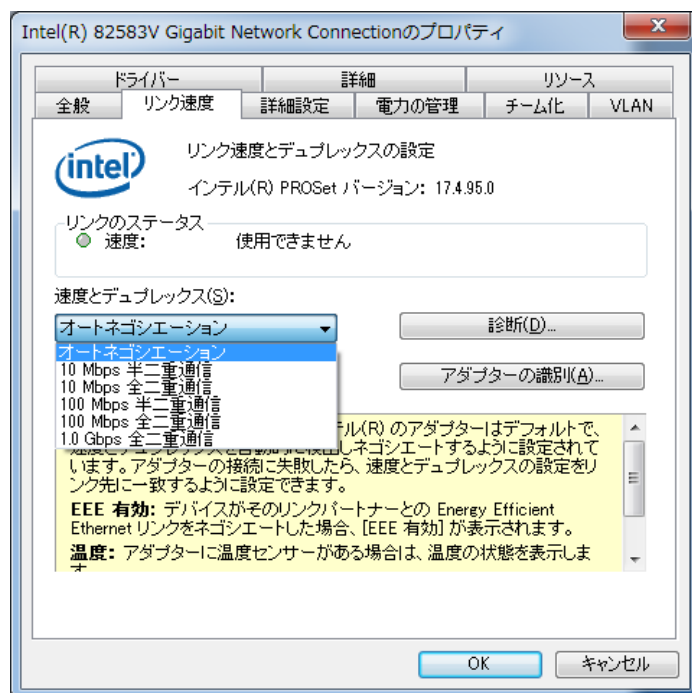 Intel(R) 82583V Gigabit Network Connectionのプロパティ
ドライバー 詳細 リソース
全般 リンク速度 詳細設定 電力の管理 チーム化 VLAN
intel
リンク速度とデュプレックスの設定
インテル(R) PROSet バージョン: 17.4.95.0
リンクのステータス
速度: 使用できません
速度とデュプレックス(S):
オートネゴシエーション 診断(D)...
オートネゴシエーション
10 Mbps 半二重通信
10 Mbps 全二重通信
100 Mbps 半二重通信
100 Mbps 全二重通信
1.0 Gbps 全二重通信
アダプターの識別(A)...
ル(R) のアダプターはデフォルトで、
ネゴシエートするように設定されて
います。アダプターの接続に失敗したら、速度とデュプレックスの設定をリ
ンク先に一致するように設定できます。
EEE 有効: デバイスがそのリンクパートナーとの Energy Efficient
Ethernet リンクをネゴシエートした場合、[EEE 有効] が表示されます。
温度: アダプターに温度センサーがある場合は、温度の状態を表示しま
OK キャンセル